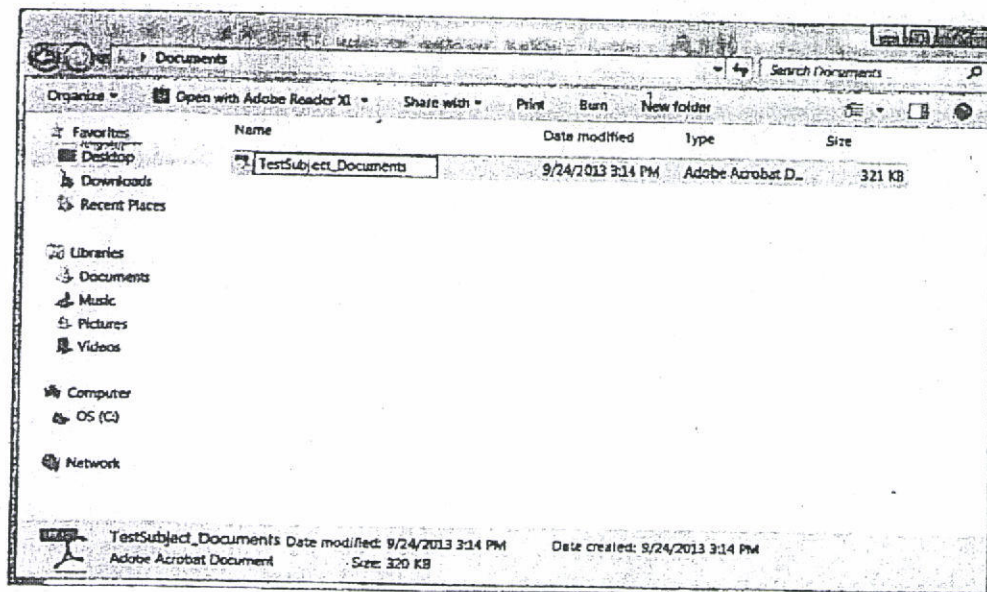 Documents
Search Documents
Organize Open with Adobe Reader XI Share with Print Burn New folder
Favorites
Desktop
Downloads
Recent Places
Libraries
Documents
Music
Pictures
Videos
Computer
OS (C:)
Network
Name Date modified Type Size
TestSubject_Documents 9/24/2013 3:14 PM Adobe Acrobat D... 321 KB
TestSubject_Documents Date modified: 9/24/2013 3:14 PM Date created: 9/24/2013 3:14 PM
Adobe Acrobat Document Size: 320 KB